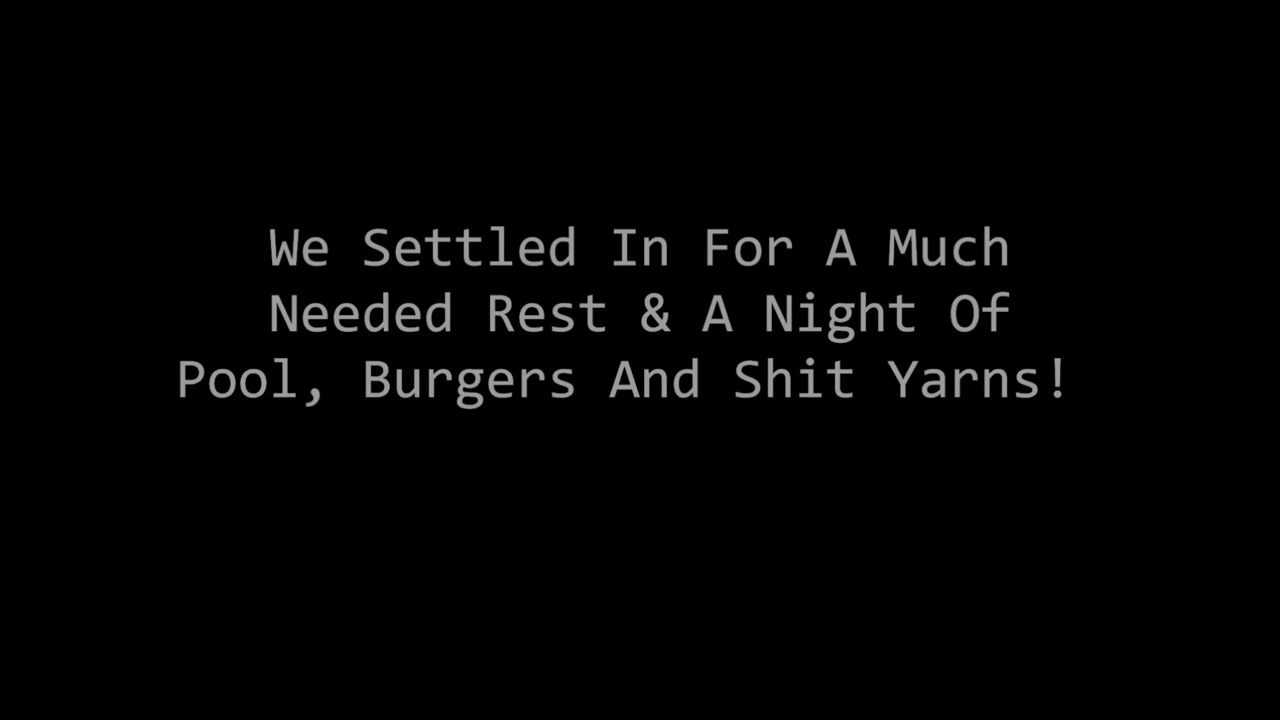 We Settled In For A Much
Needed Rest & A Night Of
Pool, Burgers And Shit Yarns!